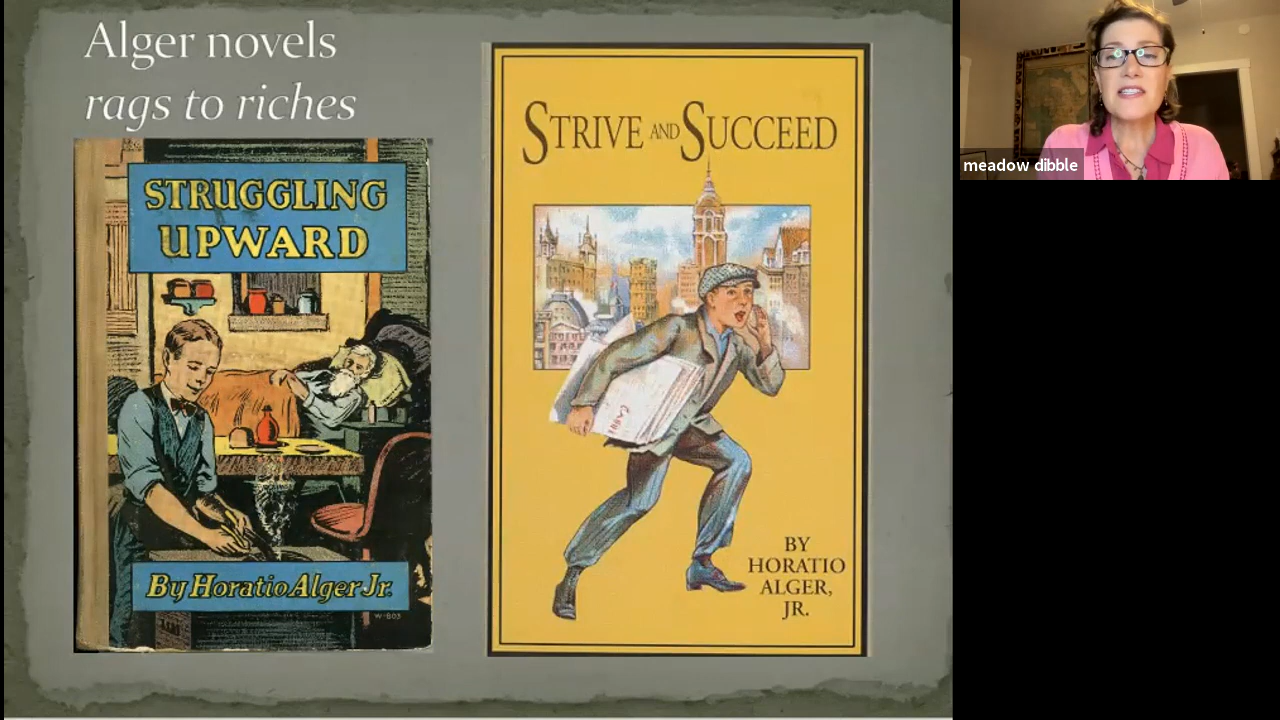 Alger novels
rags to riches
STRUGGLING
UPWARD
By Horatio Alger Jr.
W-803
STRIVE AND SUCCEED
BY
HORATIO
ALGER,
JR.
meadow dibble